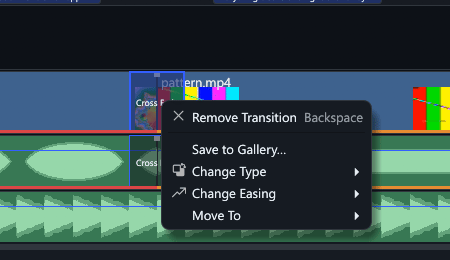 pattern.mp4
Cross
Remove Transition Backspace
Save to Gallery...
Cross
Change Type
Change Easing
Move To